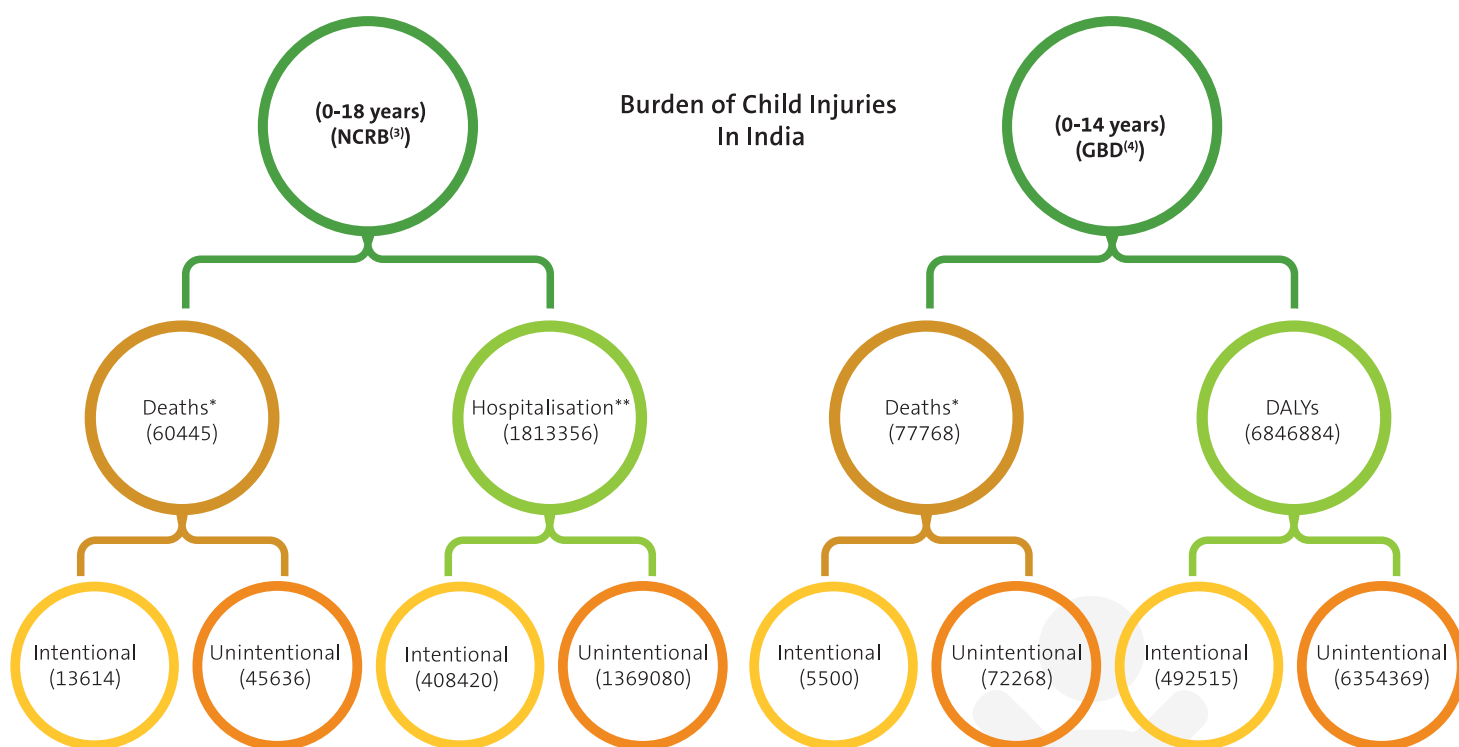 Burden of Child Injuries
In India
(0-18 years)
(NCRB(3))
(0-14 years)
(GBD(4))
Deaths*
(60445)
Hospitalisation**
(1813356)
Deaths*
(77768)
DALYs
(6846884)
Intentional
(13614)
Unintentional
(45636)
Intentional
(408420)
Unintentional
(1369080)
Intentional
(5500)
Unintentional
(72268)
Intentional
(492515)
Unintentional
(6354369)